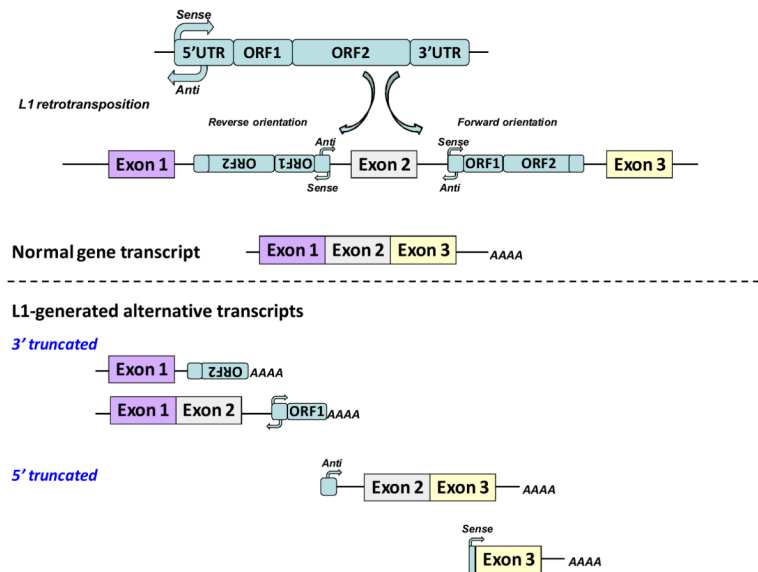 Sense
5'UTR ORF1 ORF2 3'UTR
Anti
L1 retrotransposition
Reverse orientation Forward orientation
Anti Sense
Exon 1 ORF2 ORF1 Exon 2 ORF1 ORF2 Exon 3
Sense Anti
Normal gene transcript Exon 1 Exon 2 Exon 3 AAAA
L1-generated alternative transcripts
3' truncated
Exon 1 ORF2 AAAA
Exon 1 Exon 2 ORF1 AAAA
Anti
5' truncated
Exon 2 Exon 3 AAAA
Sense
Exon 3 AAAA